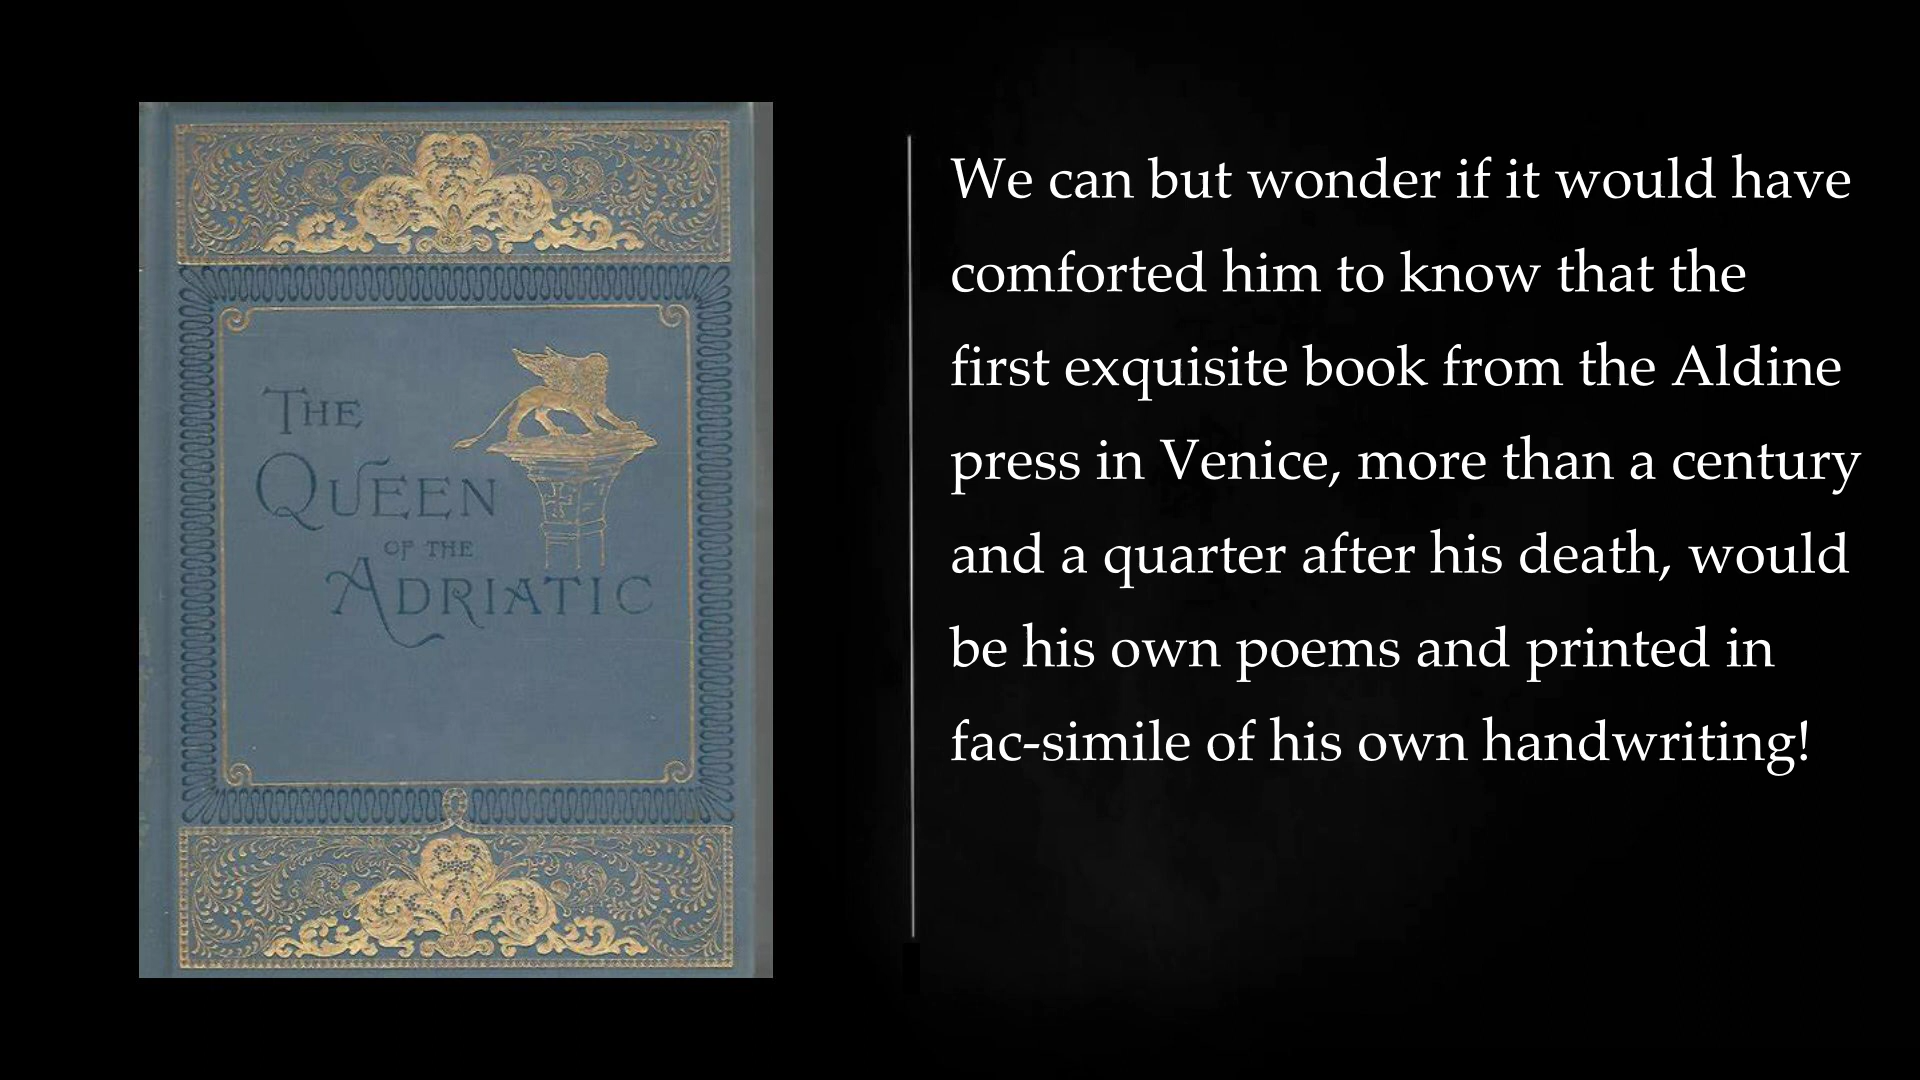 THE
QUEEN
OF THE
ADRIATIC
We can but wonder if it would have
comforted him to know that the
first exquisite book from the Aldine
press in Venice, more than a century
and a quarter after his death, would
be his own poems and printed in
fac-simile of his own handwriting!